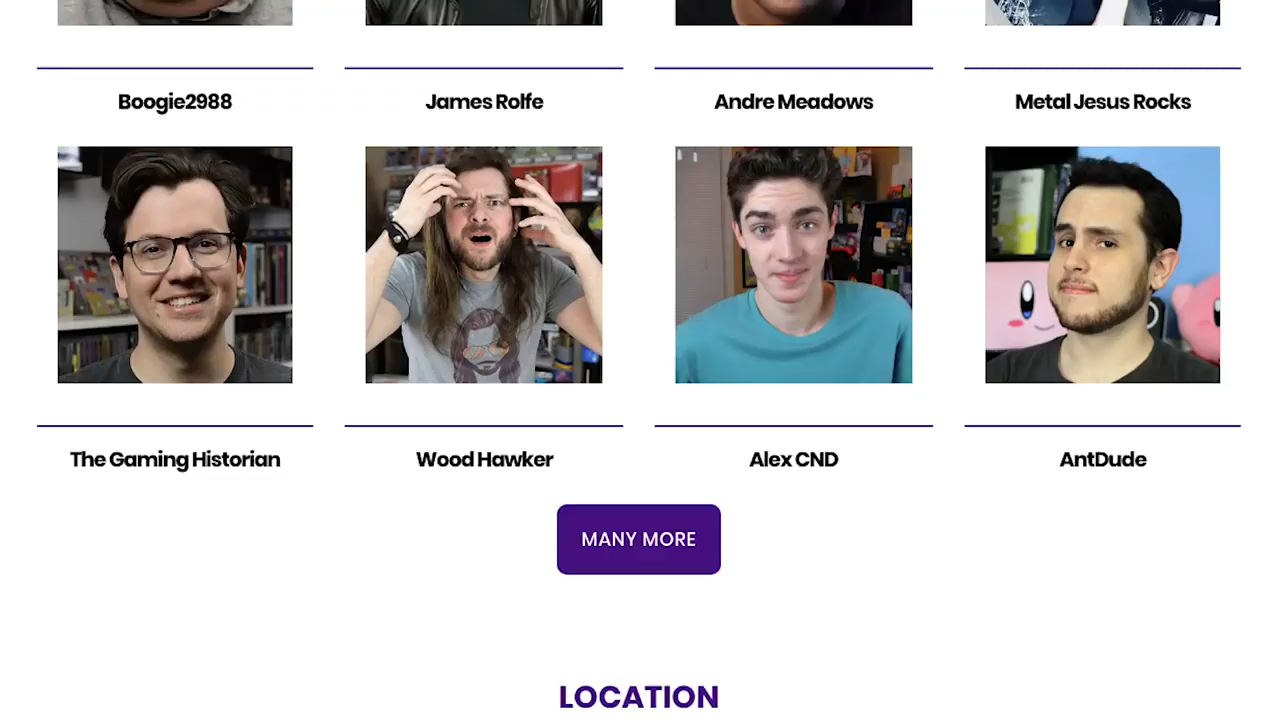 Boogie2988
James Rolfe
Andre Meadows
Metal Jesus Rocks
The Gaming Historian
Wood Hawker
Alex CND
AntDude
MANY MORE
LOCATION